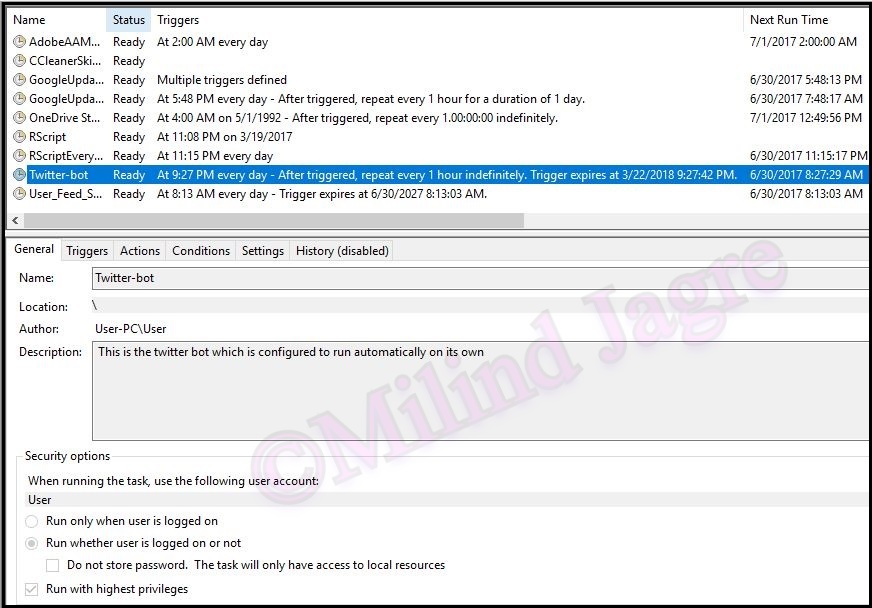 Name Status Triggers Next Run Time
AdobeAAM... Ready At 2:00 AM every day 7/1/2017 2:00:00 AM
CCleanerSki... Ready
GoogleUpda... Ready Multiple triggers defined 6/30/2017 5:48:13 PM
GoogleUpda... Ready At 5:48 PM every day - After triggered, repeat every 1 hour for a duration of 1 day. 6/30/2017 7:48:17 AM
OneDrive St... Ready At 4:00 AM on 5/1/1992 - After triggered, repeat every 1.00:00:00 indefinitely. 7/1/2017 12:49:56 PM
RScript Ready At 11:08 PM on 3/19/2017
RScriptEvery... Ready At 11:15 PM every day 6/30/2017 11:15:17 PM
Twitter-bot Ready At 9:27 PM every day - After triggered, repeat every 1 hour indefinitely. Trigger expires at 3/22/2018 9:27:42 PM. 6/30/2017 8:27:29 AM
User_Feed_S... Ready At 8:13 AM every day - Trigger expires at 6/30/2027 8:13:03 AM. 6/30/2017 8:13:03 AM
General Triggers Actions Conditions Settings History (disabled)
Name: Twitter-bot
Location: \
Author: User-PC\User
Description: This is the twitter bot which is configured to run automatically on its own
©Milind Jagre
Security options
When running the task, use the following user account:
User
Run only when user is logged on
Run whether user is logged on or not
Do not store password. The task will only have access to local resources
Run with highest privileges